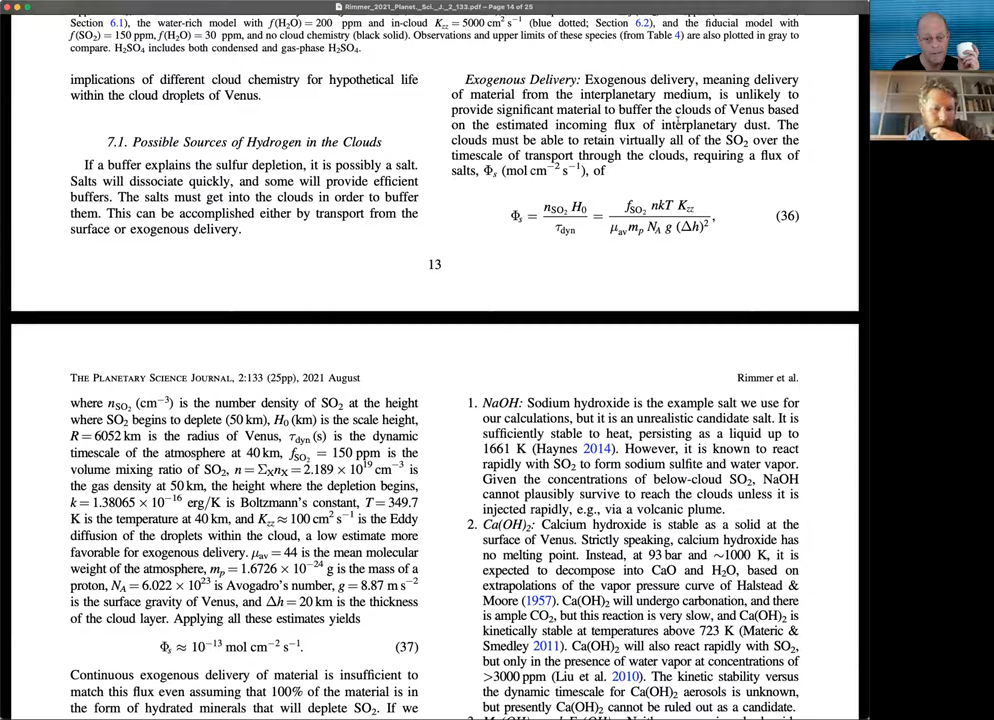 Rimmer_2021_Planet._Sci._J._2_133.pdf – Page 14 of 25
Section 6.1), the water-rich model with f(H₂O) = 200 ppm and in-cloud Kzz = 5000 cm² s⁻¹ (blue dotted; Section 6.2), and the fiducial model with
f(SO₂) = 150 ppm, f(H₂O) = 30 ppm, and no cloud chemistry (black solid). Observations and upper limits of these species (from Table 4) are also plotted in gray to
compare. H₂SO₄ includes both condensed and gas-phase H₂SO₄.
implications of different cloud chemistry for hypothetical life
within the cloud droplets of Venus.
7.1. Possible Sources of Hydrogen in the Clouds
If a buffer explains the sulfur depletion, it is possibly a salt.
Salts will dissociate quickly, and some will provide efficient
buffers. The salts must get into the clouds in order to buffer
them. This can be accomplished either by transport from the
surface or exogenous delivery.
Exogenous Delivery: Exogenous delivery, meaning delivery
of material from the interplanetary medium, is unlikely to
provide significant material to buffer the clouds of Venus based
on the estimated incoming flux of interplanetary dust. The
clouds must be able to retain virtually all of the SO₂ over the
timescale of transport through the clouds, requiring a flux of
salts, Φs (mol cm⁻² s⁻¹), of
Φs = nSO₂ H₀ / τdyn = fSO₂ nkT Kzz / μav mp NA g (Δh)², (36)
13
THE PLANETARY SCIENCE JOURNAL, 2:133 (25pp), 2021 August
Rimmer et al.
where nSO₂ (cm⁻³) is the number density of SO₂ at the height
where SO₂ begins to deplete (50 km), H₀ (km) is the scale height,
R = 6052 km is the radius of Venus, τdyn (s) is the dynamic
timescale of the atmosphere at 40 km, fSO₂ = 150 ppm is the
volume mixing ratio of SO₂, n = ΣXnX = 2.189 × 10¹⁹ cm⁻³ is
the gas density at 50 km, the height where the depletion begins,
k = 1.38065 × 10⁻¹⁶ erg/K is Boltzmann's constant, T = 349.7
K is the temperature at 40 km, and Kzz ≈ 100 cm² s⁻¹ is the Eddy
diffusion of the droplets within the cloud, a low estimate more
favorable for exogenous delivery. μav = 44 is the mean molecular
weight of the atmosphere, mp = 1.6726 × 10⁻²⁴ g is the mass of a
proton, NA = 6.022 × 10²³ is Avogadro's number, g = 8.87 m s⁻²
is the surface gravity of Venus, and Δh = 20 km is the thickness
of the cloud layer. Applying all these estimates yields
Φs ≈ 10⁻¹³ mol cm⁻² s⁻¹. (37)
Continuous exogenous delivery of material is insufficient to
match this flux even assuming that 100% of the material is in
the form of hydrated minerals that will deplete SO₂. If we
1. NaOH: Sodium hydroxide is the example salt we use for
our calculations, but it is an unrealistic candidate salt. It is
sufficiently stable to heat, persisting as a liquid up to
1661 K (Haynes 2014). However, it is known to react
rapidly with SO₂ to form sodium sulfite and water vapor.
Given the concentrations of below-cloud SO₂, NaOH
cannot plausibly survive to reach the clouds unless it is
injected rapidly, e.g., via a volcanic plume.
2. Ca(OH)₂: Calcium hydroxide is stable as a solid at the
surface of Venus. Strictly speaking, calcium hydroxide has
no melting point. Instead, at 93 bar and ~1000 K, it is
expected to decompose into CaO and H₂O, based on
extrapolations of the vapor pressure curve of Halstead &
Moore (1957). Ca(OH)₂ will undergo carbonation, and there
is ample CO₂, but this reaction is very slow, and Ca(OH)₂ is
kinetically stable at temperatures above 723 K (Materic &
Smedley 2011). Ca(OH)₂ will also react rapidly with SO₂,
but only in the presence of water vapor at concentrations of
>3000 ppm (Liu et al. 2010). The kinetic stability versus
the dynamic timescale for Ca(OH)₂ aerosols is unknown,
but presently Ca(OH)₂ cannot be ruled out as a candidate.